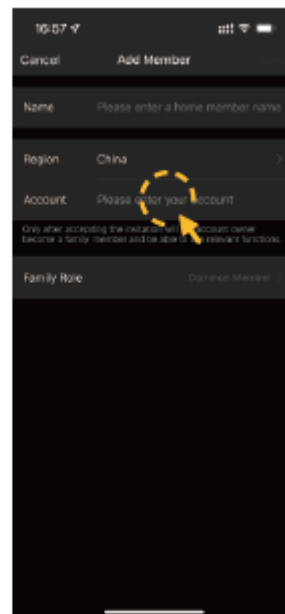 16:57
Cancel Add Member
Name Please enter a home member name
Region China
Account Please enter your account
Only after accepting the invitation will account owner
become a family member and be able to the relevant functions.
Family Role Common Member